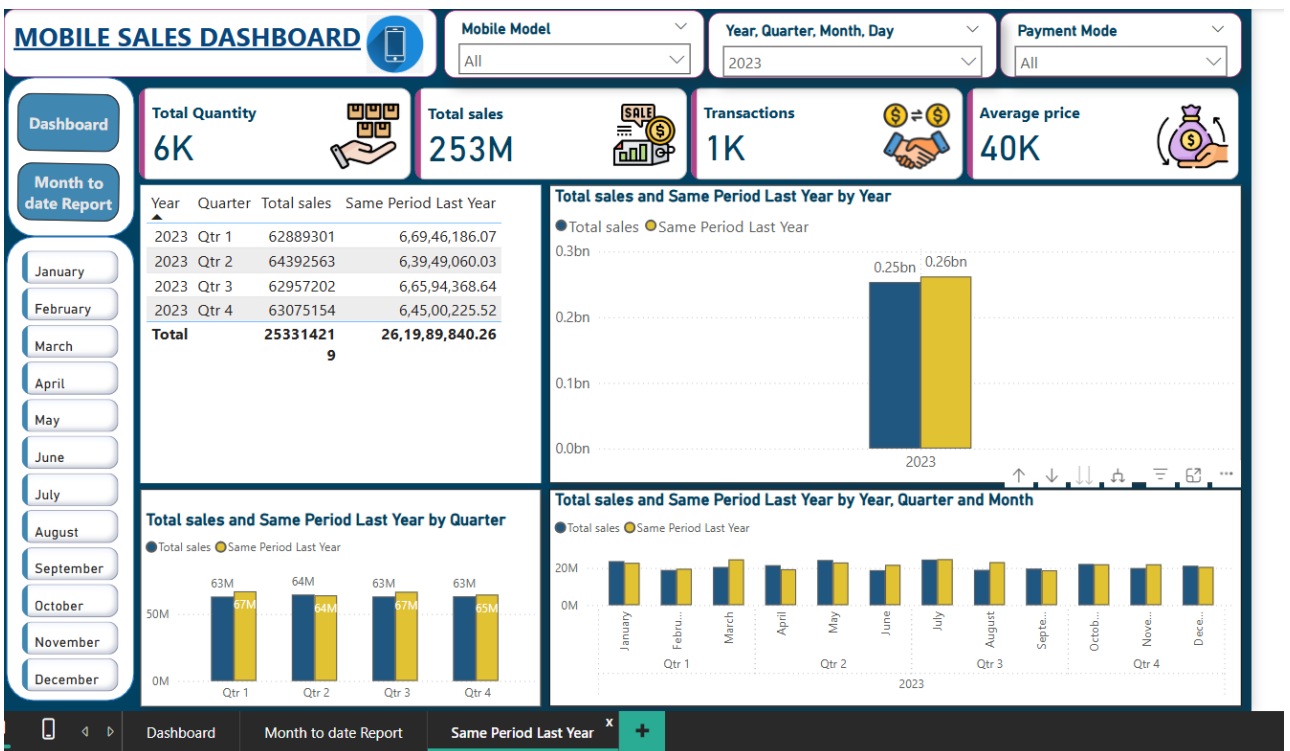 MOBILE SALES DASHBOARD
Mobile Model
All
Year, Quarter, Month, Day
2023
Payment Mode
All
Dashboard
Month to
date Report
January
February
March
April
May
June
July
August
September
October
November
December
Total Quantity
6K
Total sales
253M
SALE
Transactions
1K
Average price
40K
Year Quarter Total sales Same Period Last Year
2023 Qtr 1 62889301 6,69,46,186.07
2023 Qtr 2 64392563 6,39,49,060.03
2023 Qtr 3 62957202 6,65,94,368.64
2023 Qtr 4 63075154 6,45,00,225.52
Total 25331421 26,19,89,840.26
9
Total sales and Same Period Last Year by Year
Total sales Same Period Last Year
0.3bn
0.2bn
0.1bn
0.0bn
0.25bn 0.26bn
2023
Total sales and Same Period Last Year by Quarter
Total sales Same Period Last Year
50M
0M
63M 64M 63M 63M
67M 64M 67M 65M
Qtr 1 Qtr 2 Qtr 3 Qtr 4
Total sales and Same Period Last Year by Year, Quarter and Month
Total sales Same Period Last Year
20M
0M
January Febru... March April May June July August Septe... Octob... Nove... Dece...
Qtr 1 Qtr 2 Qtr 3 Qtr 4
2023
Dashboard Month to date Report Same Period Last Year x +